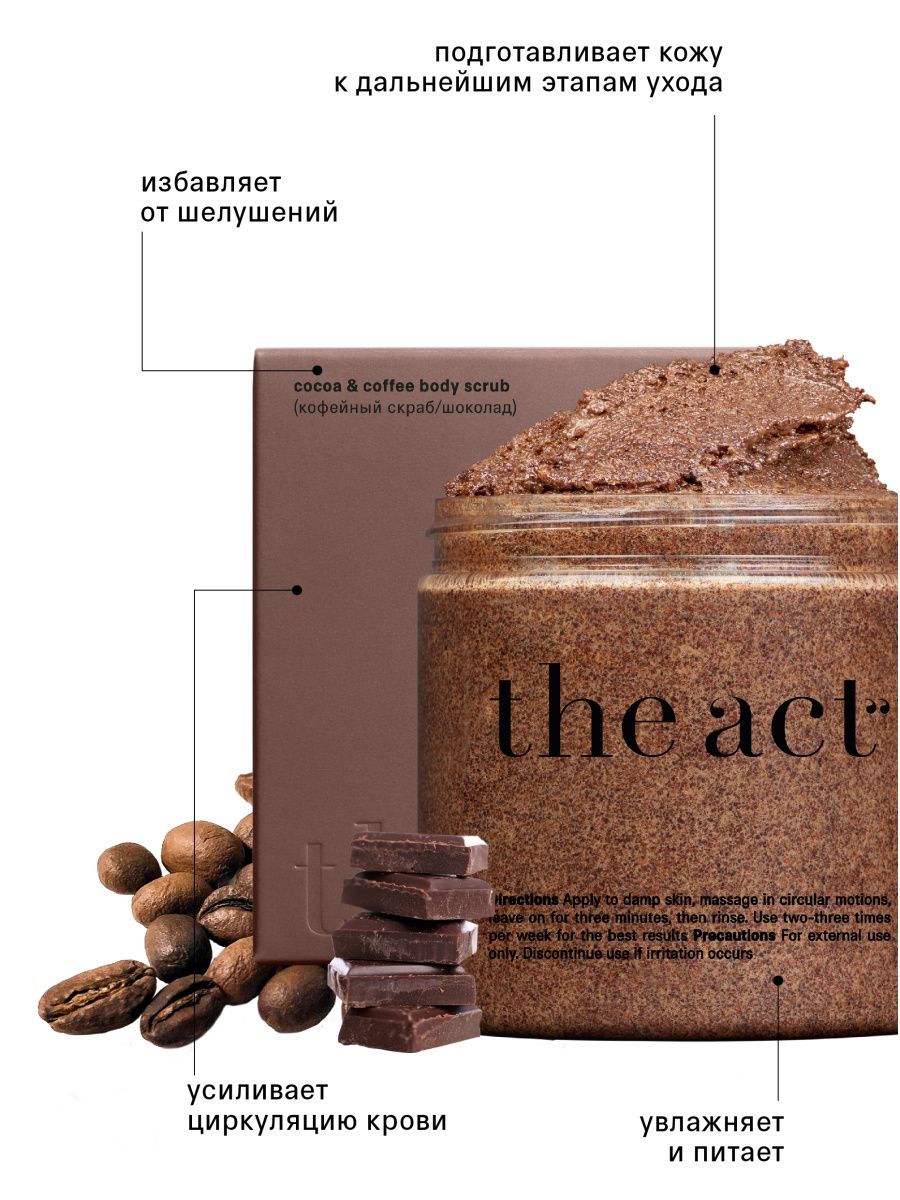 подготавливает кожу
к дальнейшим этапам ухода
избавляет
от шелушений
cocoa & coffee body scrub
(кофейный скраб/шоколад)
the act”
th
Directions Apply to damp skin, massage in circular motions,
leave on for three minutes, then rinse. Use two-three times
per week for the best results Precautions For external use
only. Discontinue use if irritation occurs
усиливает
циркуляцию крови
увлажняет
и питает